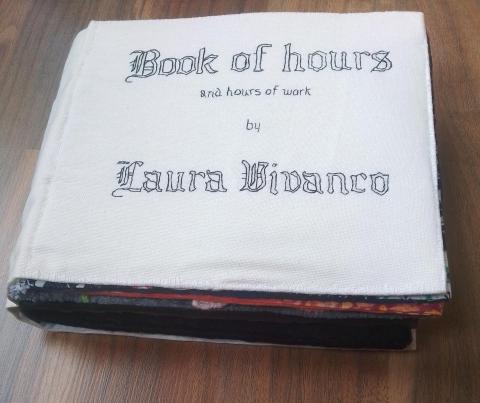 Book of hours
and hours of work
by
Laura Vivanco